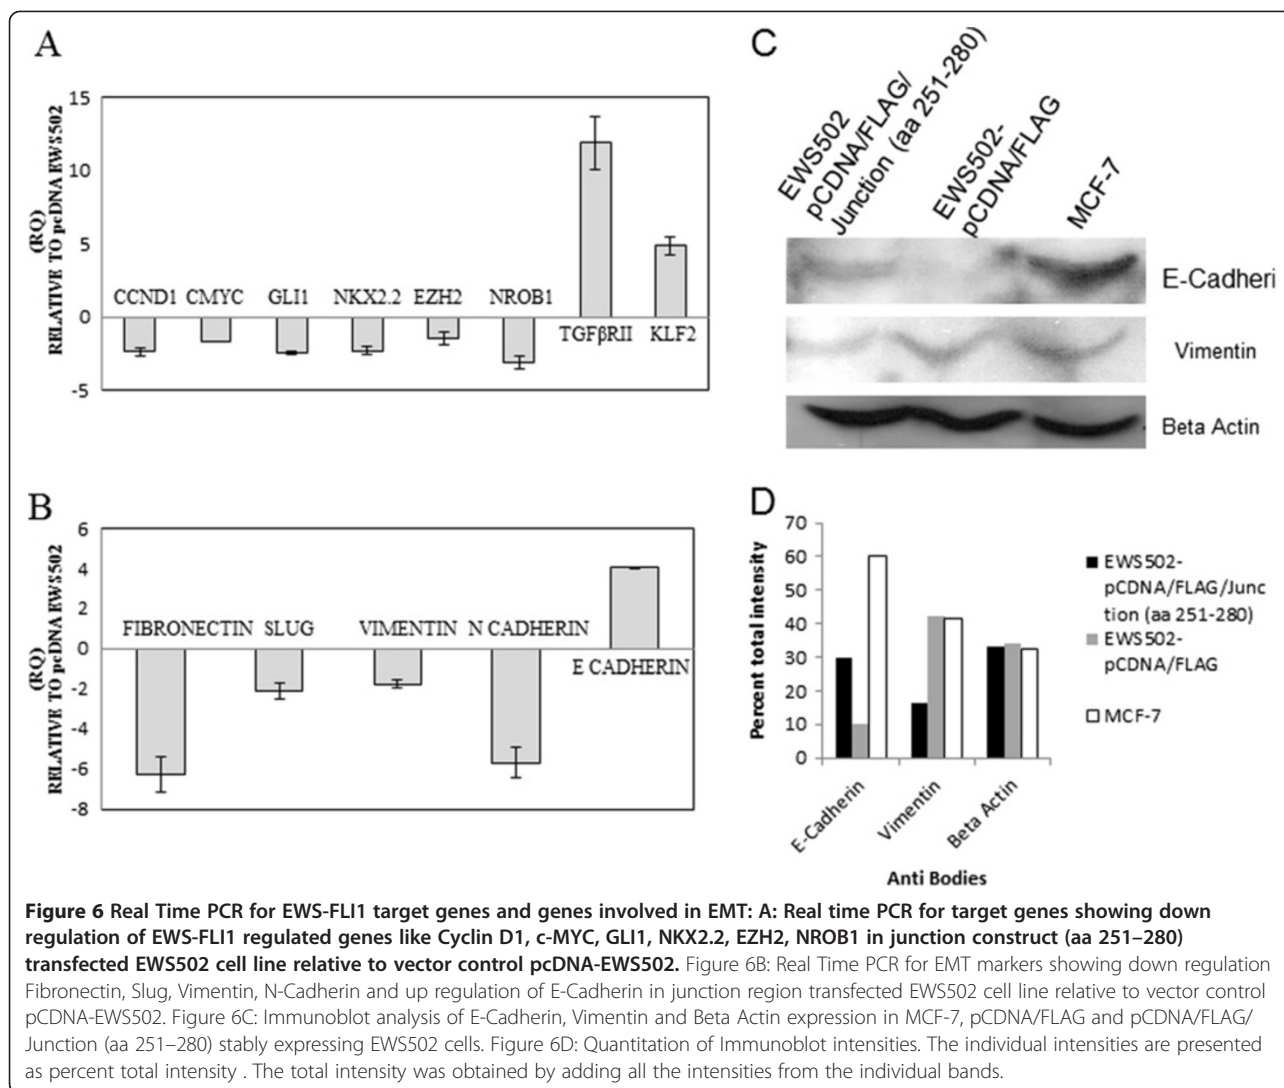 A
(RQ)
RELATIVE TO pcDNA EWS502
15
10
5
0
-5
CCND1 CMYC GLI1 NKX2.2 EZH2 NROB1
TGFβRII KLF2
B
(RQ)
RELATIVE TO pcDNA EWS502
6
4
2
0
-2
-4
-6
-8
FIBRONECTIN SLUG VIMENTIN N CADHERIN
E CADHERIN
C
EWS502
pCDNA/FLAG/
Junction (aa 251-280)
EWS502-
pCDNA/FLAG
MCF-7
E-Cadheri
Vimentin
Beta Actin
D
Percent total intensity
70
60
50
40
30
20
10
0
E-Cadherin
Vimentin
Beta Actin
Anti Bodies
EWS502-
pCDNA/FLAG/Junc
tion (aa 251-280)
EWS502-
pCDNA/FLAG
MCF-7
Figure 6 Real Time PCR for EWS-FLI1 target genes and genes involved in EMT: A: Real time PCR for target genes showing down
regulation of EWS-FLI1 regulated genes like Cyclin D1, c-MYC, GLI1, NKX2.2, EZH2, NROB1 in junction construct (aa 251–280)
transfected EWS502 cell line relative to vector control pcDNA-EWS502. Figure 6B: Real Time PCR for EMT markers showing down regulation
Fibronectin, Slug, Vimentin, N-Cadherin and up regulation of E-Cadherin in junction region transfected EWS502 cell line relative to vector control
pCDNA-EWS502. Figure 6C: Immunoblot analysis of E-Cadherin, Vimentin and Beta Actin expression in MCF-7, pCDNA/FLAG and pCDNA/FLAG/
Junction (aa 251–280) stably expressing EWS502 cells. Figure 6D: Quantitation of Immunoblot intensities. The individual intensities are presented
as percent total intensity . The total intensity was obtained by adding all the intensities from the individual bands.